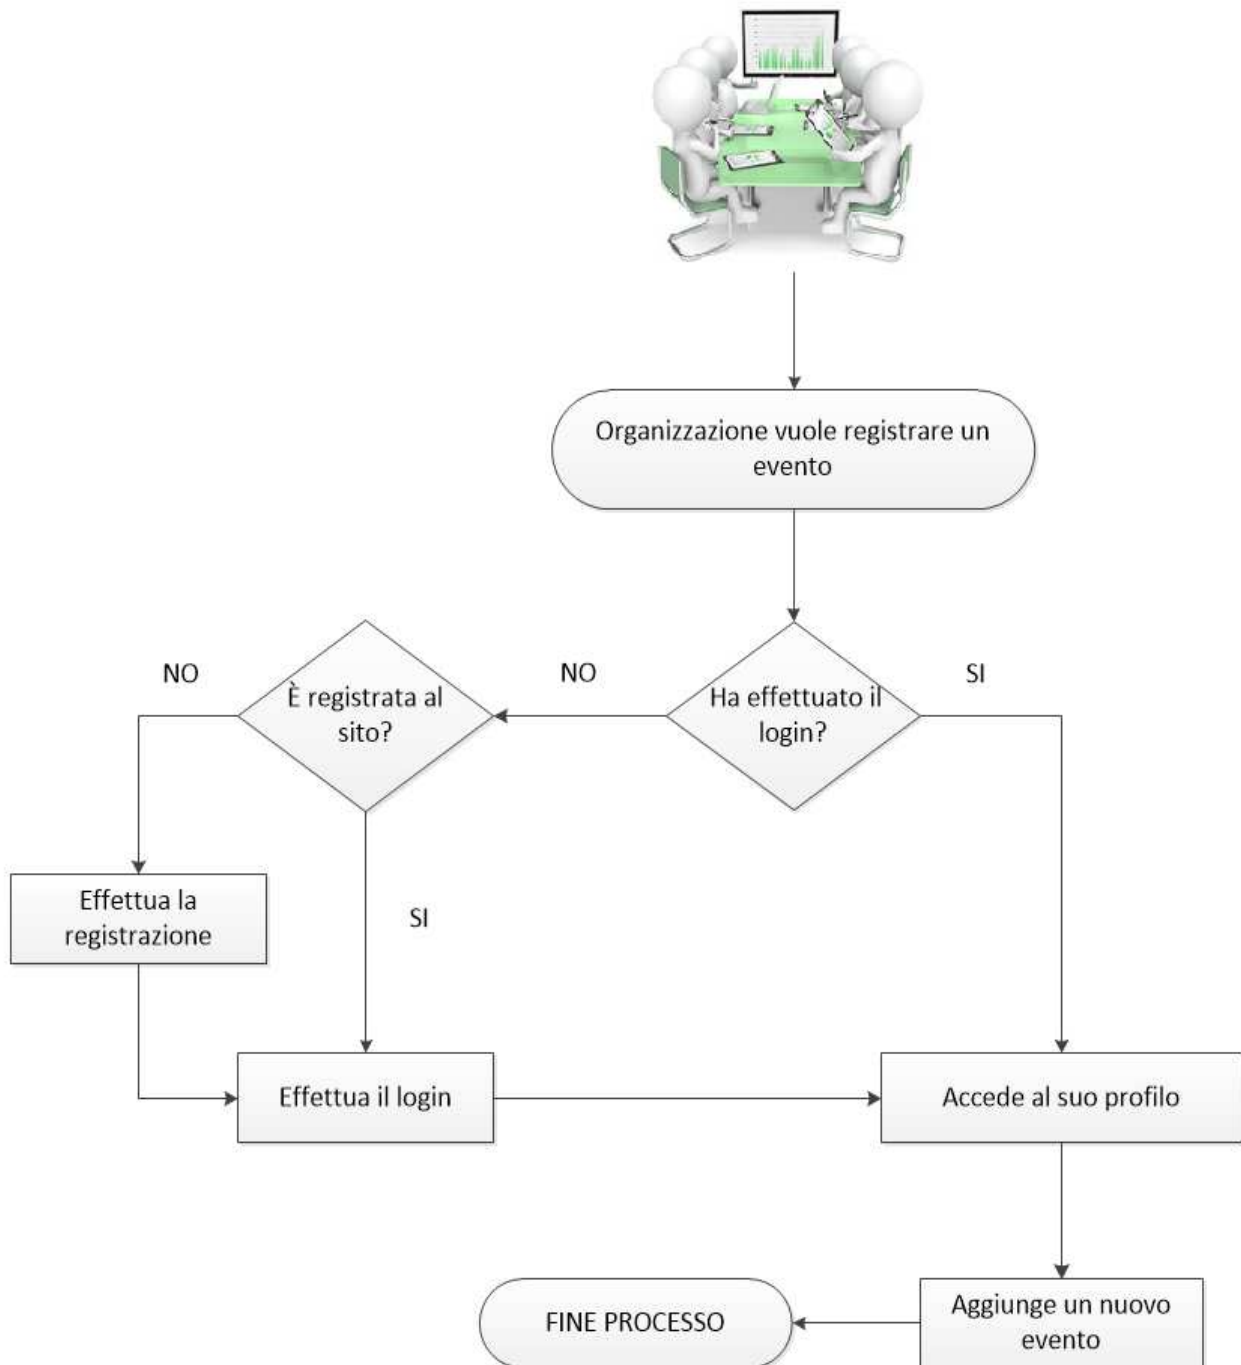 Organizzazione vuole registrare un
evento
NO
È registrata al
sito?
NO
Ha effettuato il
login?
SI
Effettua la
registrazione
SI
Effettua il login
Accede al suo profilo
FINE PROCESSO
Aggiunge un nuovo
evento